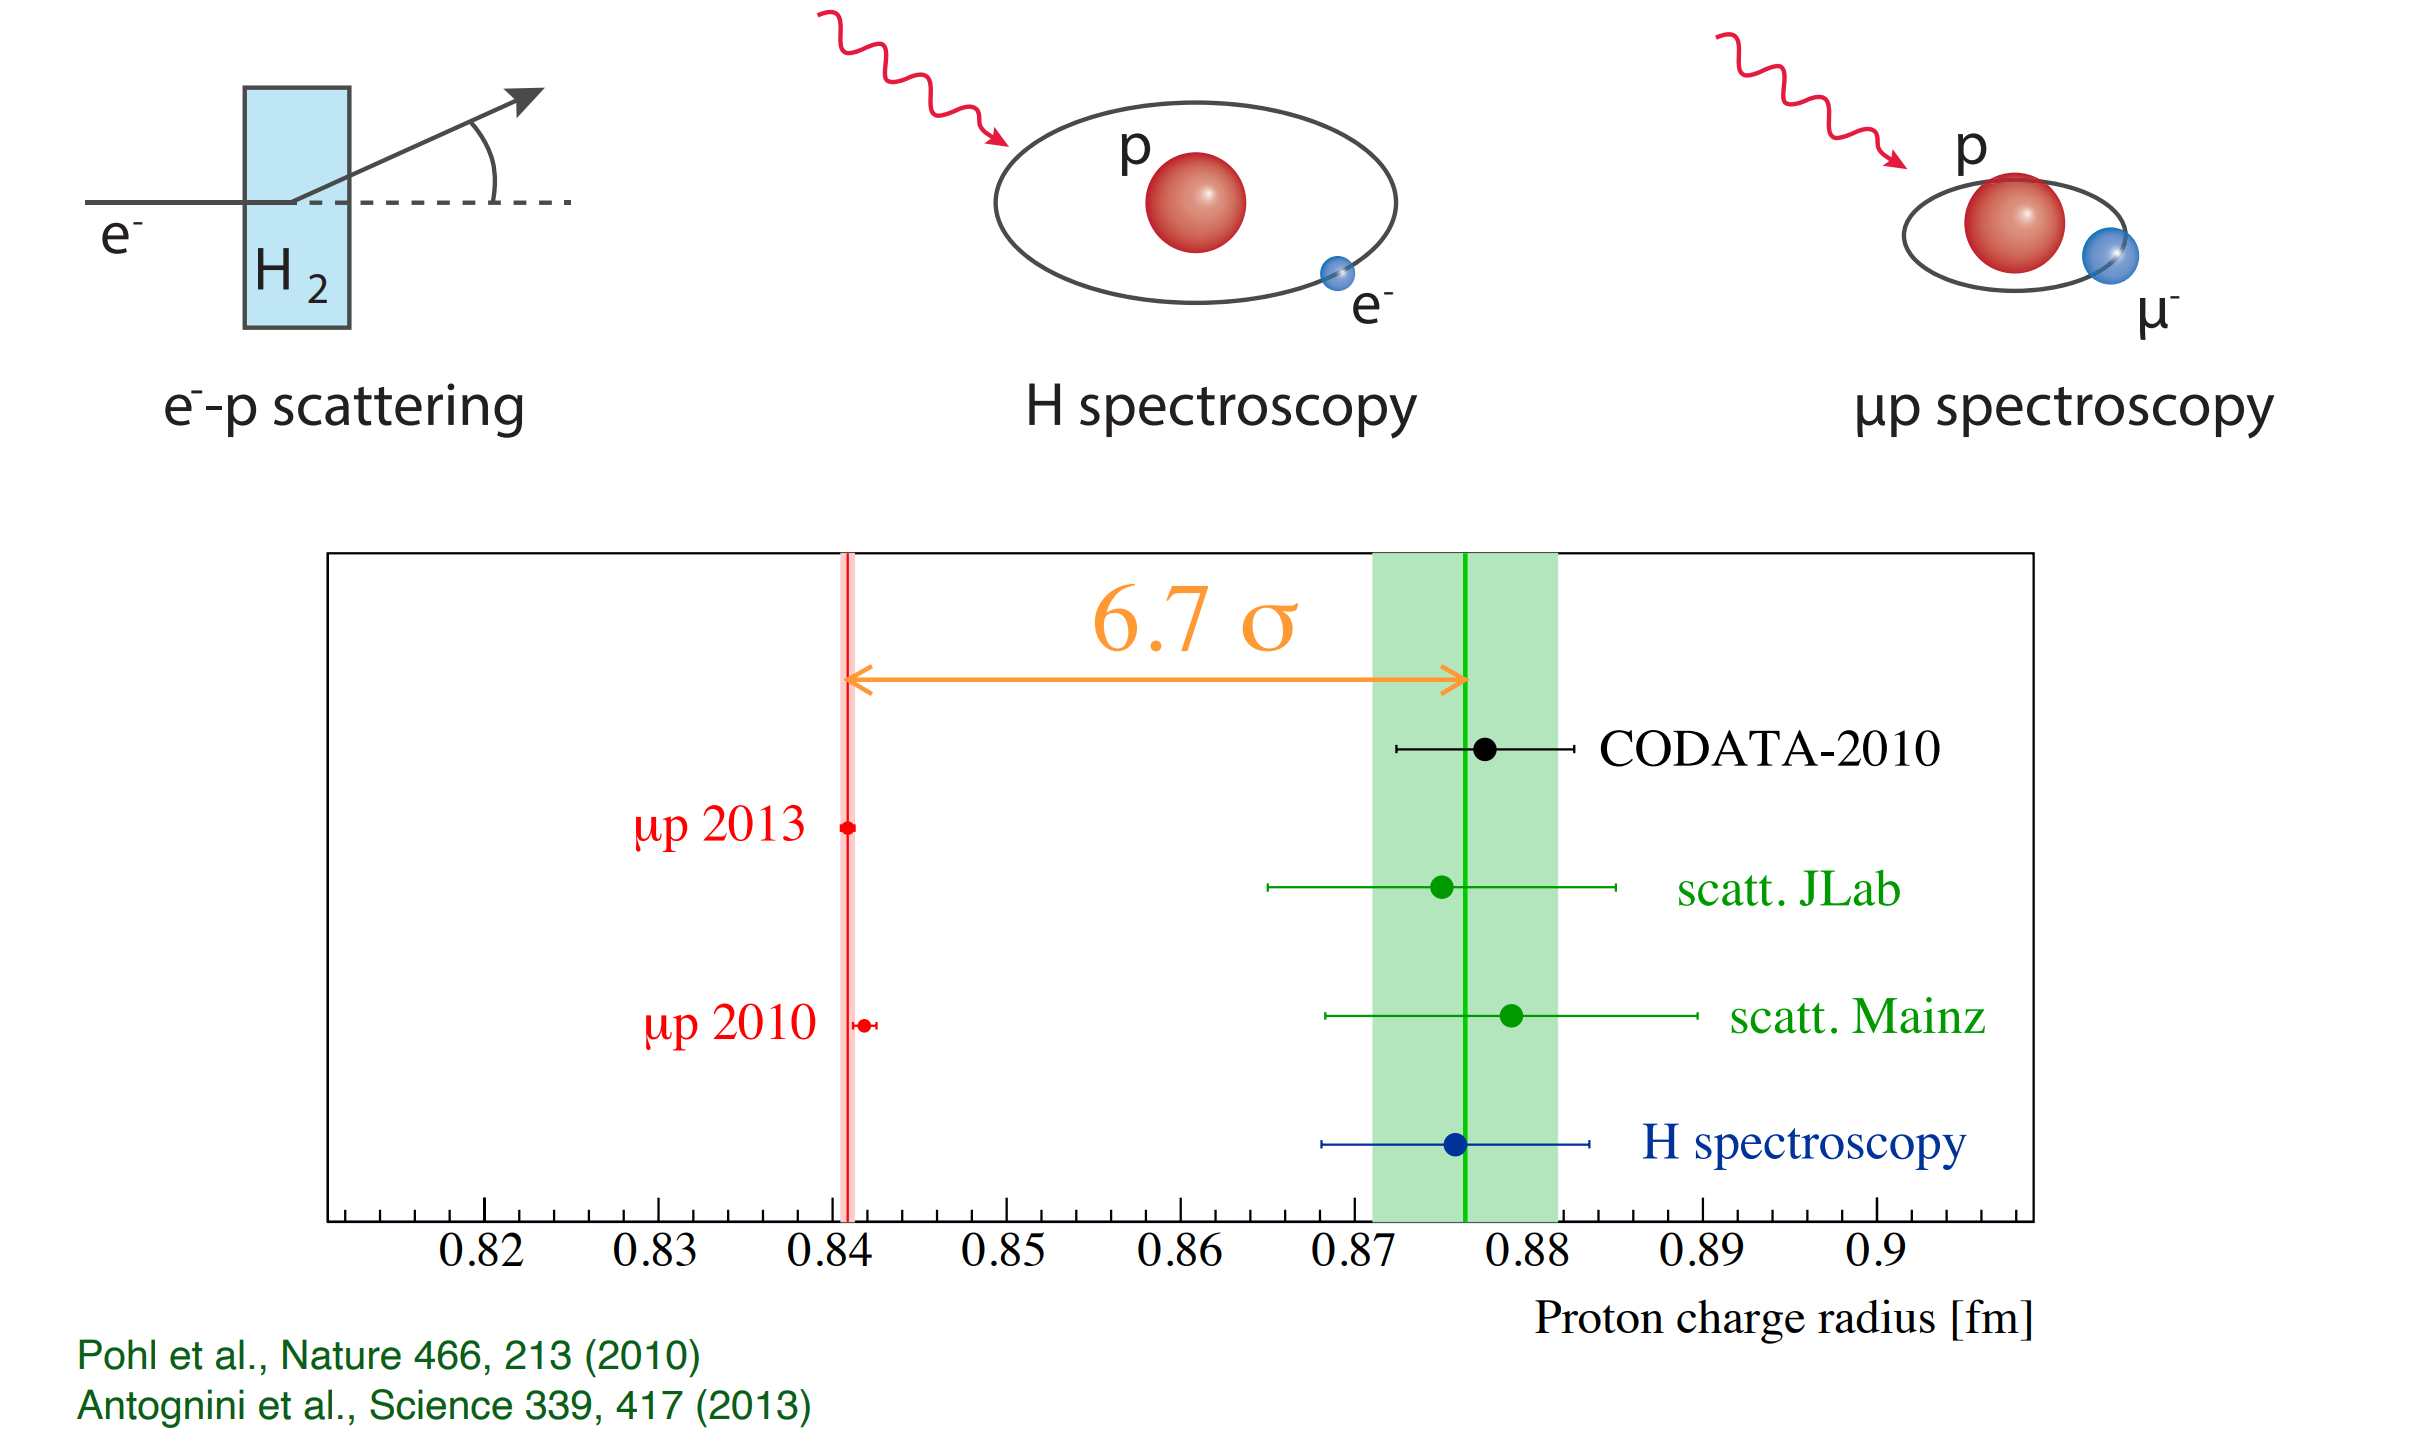 e⁻
H 2
e⁻-p scattering
p
e⁻
H spectroscopy
p
μ⁻
μp spectroscopy
6.7 σ
CODATA-2010
μp 2013
scatt. JLab
μp 2010
scatt. Mainz
H spectroscopy
0.82 0.83 0.84 0.85 0.86 0.87 0.88 0.89 0.9
Proton charge radius [fm]
Pohl et al., Nature 466, 213 (2010)
Antognini et al., Science 339, 417 (2013)